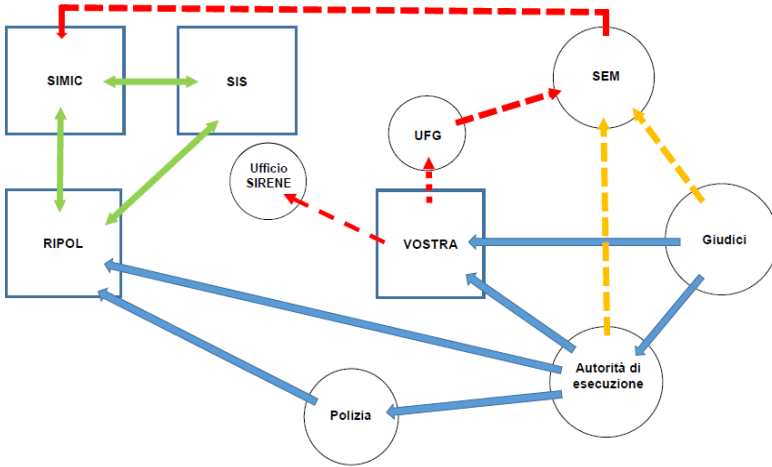 SIMIC
SIS
SEM
UFG
Ufficio
SIRENE
RIPOL
VOSTRA
Giudici
Autorità di
esecuzione
Polizia